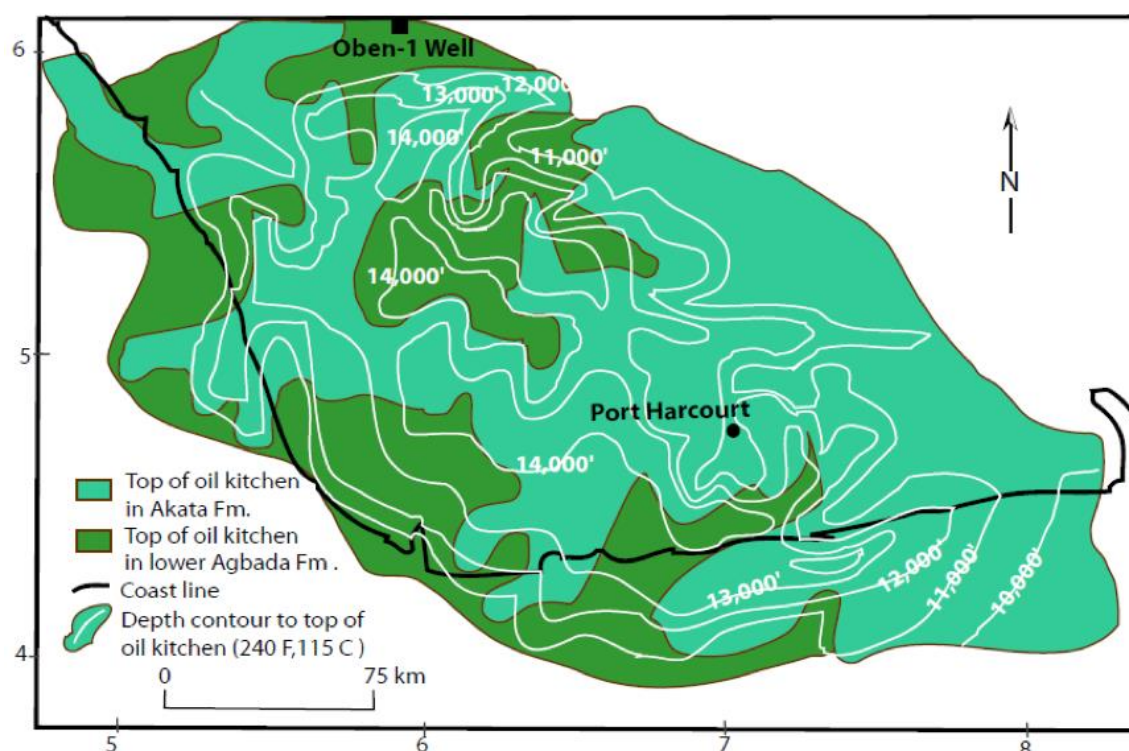 6
Oben-1 Well
12,000'
13,000'
14,000'
11,000'
N
14,000'
5
Port Harcourt
14,000'
Top of oil kitchen
in Akata Fm.
Top of oil kitchen
in lower Agbada Fm .
Coast line
Depth contour to top of
oil kitchen (240 F,115 C )
13,000'
12,000'
11,000'
10,000'
4
0 75 km
5 6 7 8